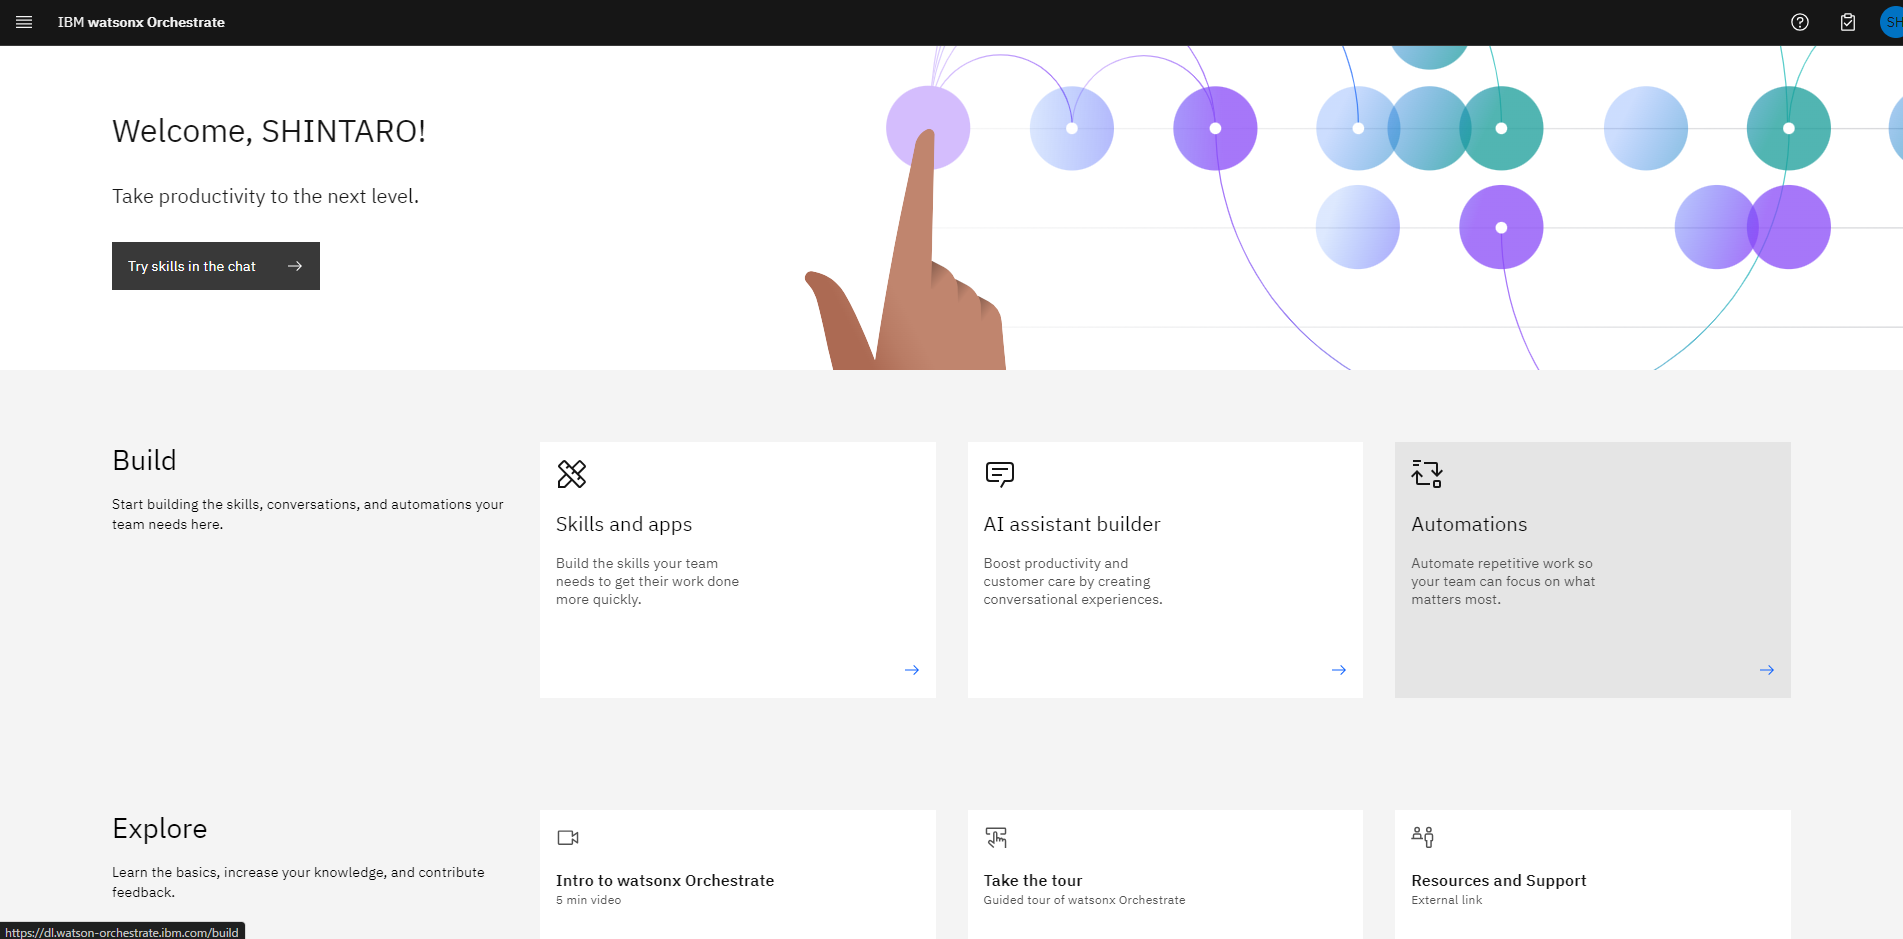 IBM watsonx Orchestrate
SH
Welcome, SHINTARO!
Take productivity to the next level.
Try skills in the chat
Build
Start building the skills, conversations, and automations your
team needs here.
Skills and apps
Build the skills your team
needs to get their work done
more quickly.
AI assistant builder
Boost productivity and
customer care by creating
conversational experiences.
Automations
Automate repetitive work so
your team can focus on what
matters most.
Explore
Learn the basics, increase your knowledge, and contribute
feedback.
Intro to watsonx Orchestrate
5 min video
Take the tour
Guided tour of watsonx Orchestrate
Resources and Support
External link
https://dl.watson-orchestrate.ibm.com/build